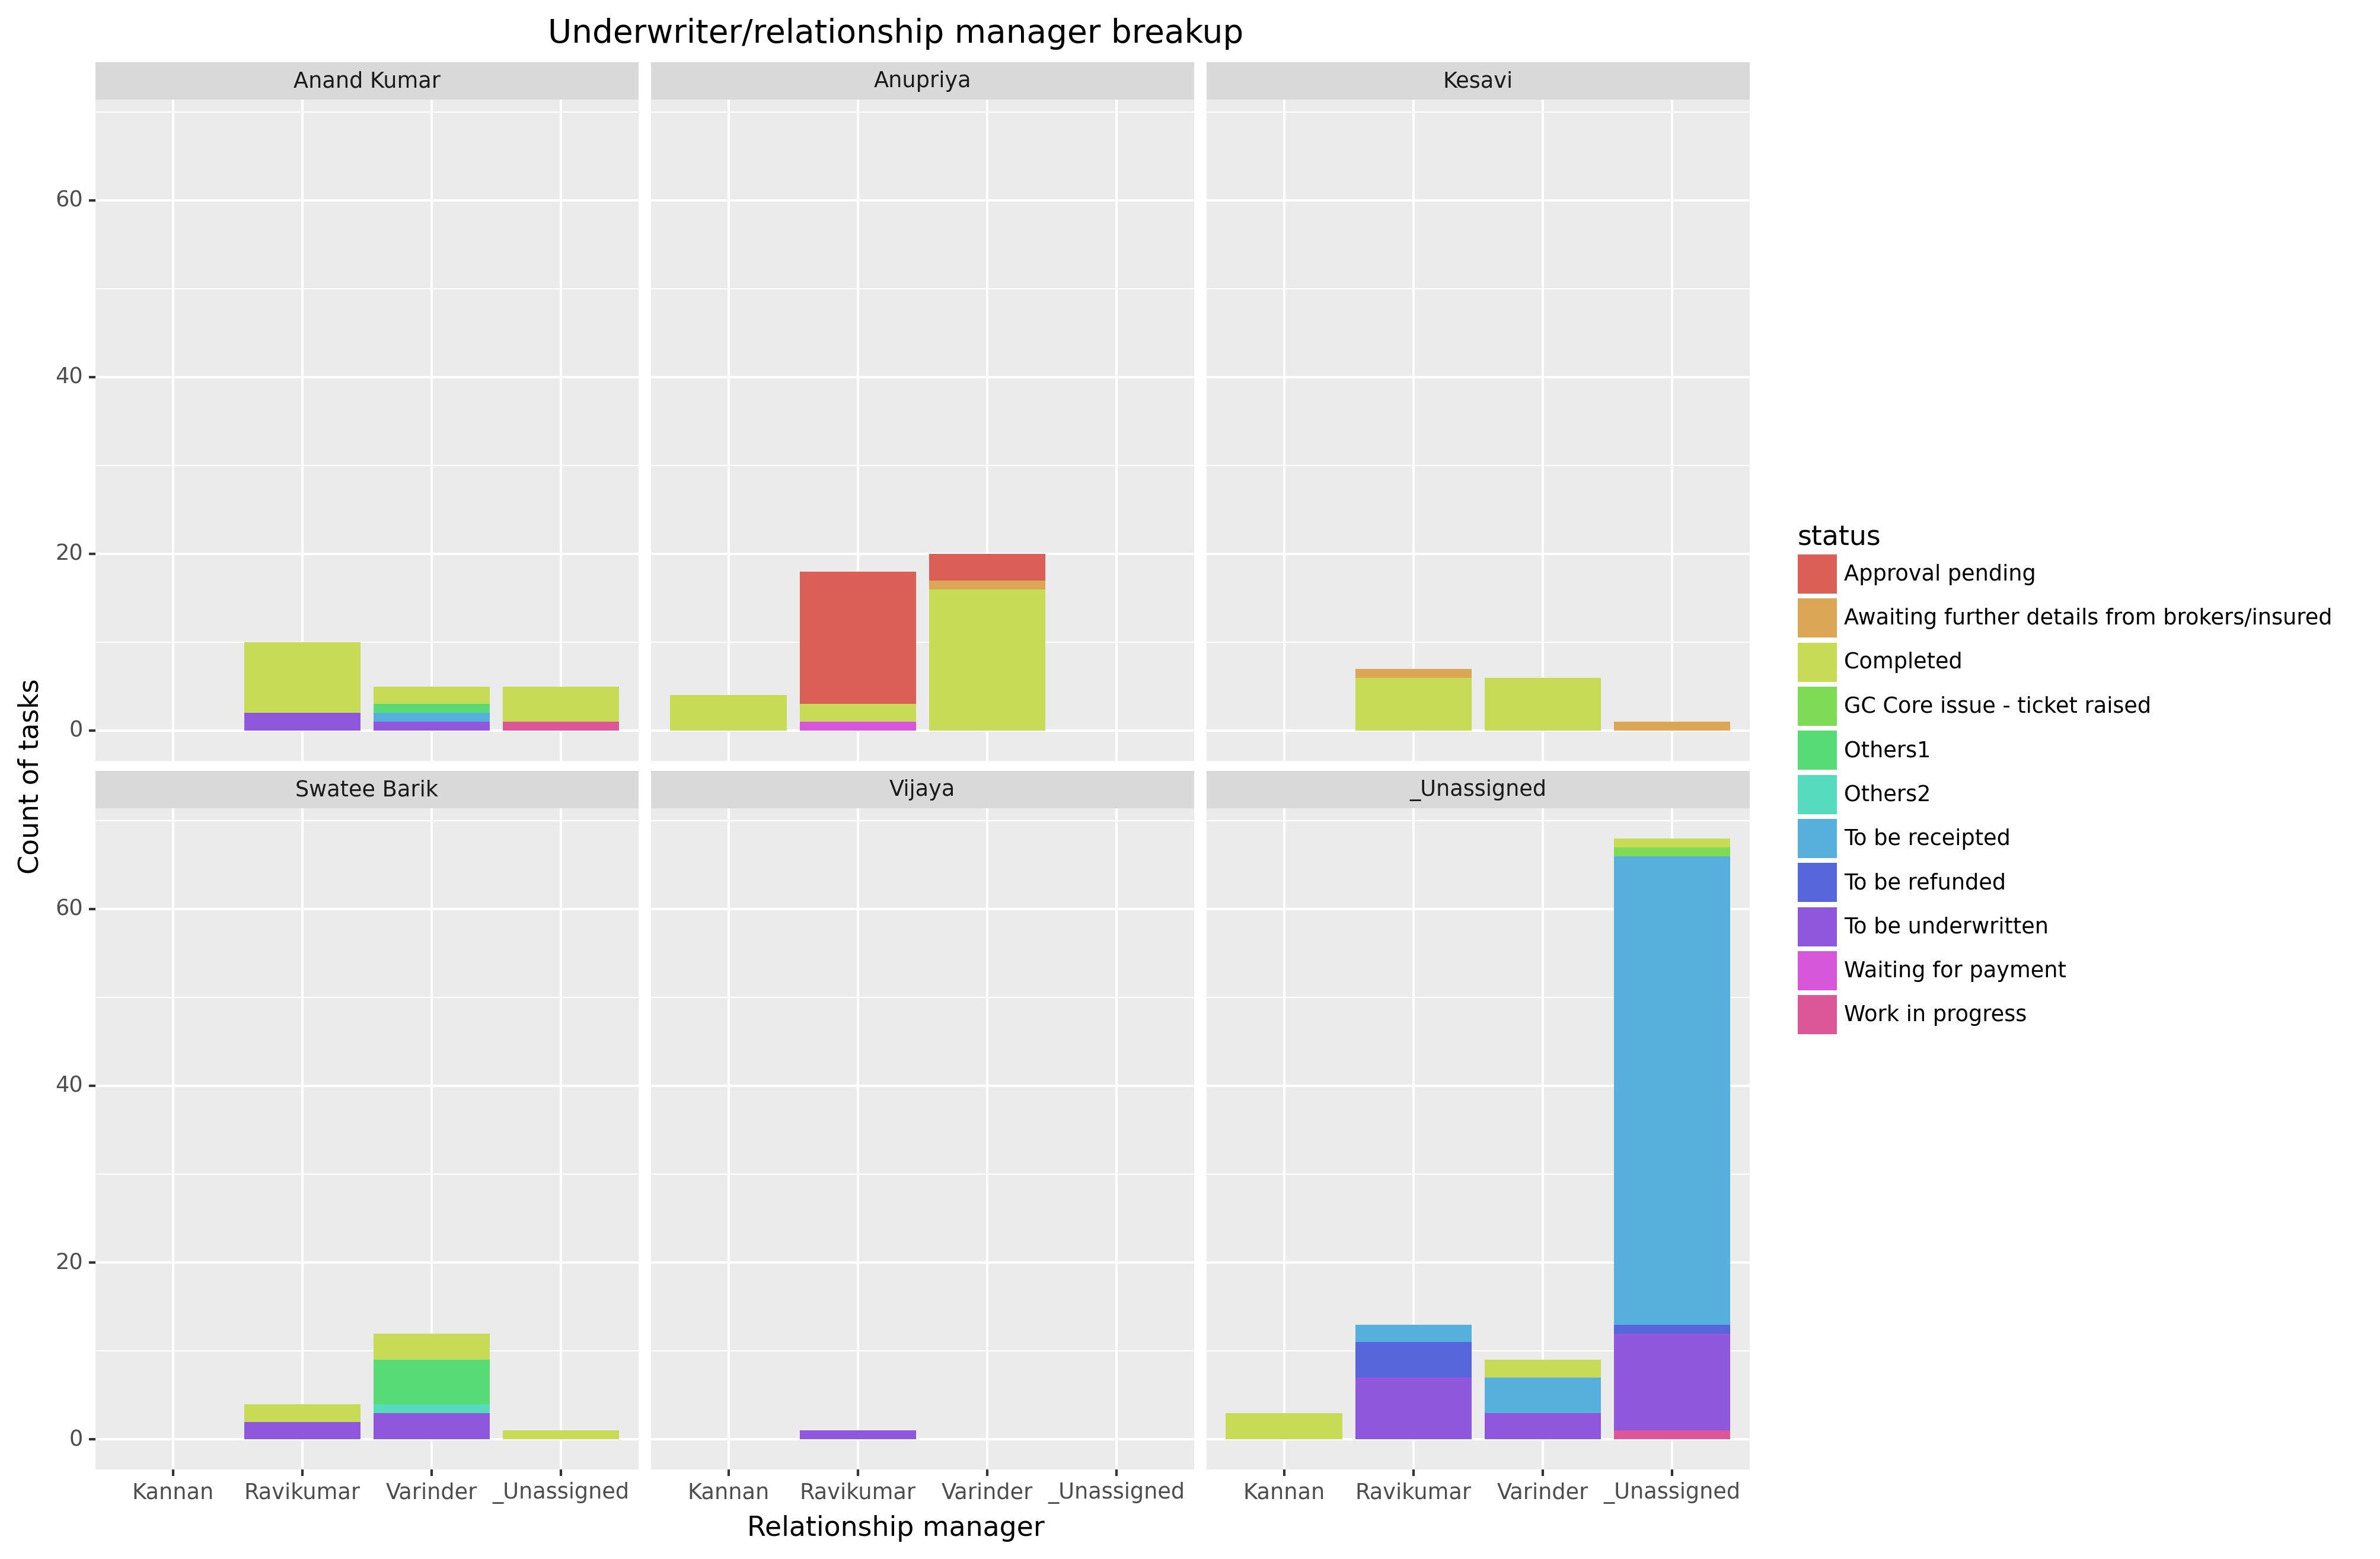 Underwriter/relationship manager breakup
Anand Kumar
Anupriya
Kesavi
60
40
20
0
Swatee Barik
Vijaya
_Unassigned
60
40
20
0
Kannan Ravikumar Varinder _Unassigned
Kannan Ravikumar Varinder _Unassigned
Kannan Ravikumar Varinder _Unassigned
Count of tasks
Relationship manager
status
Approval pending
Awaiting further details from brokers/insured
Completed
GC Core issue - ticket raised
Others1
Others2
To be receipted
To be refunded
To be underwritten
Waiting for payment
Work in progress